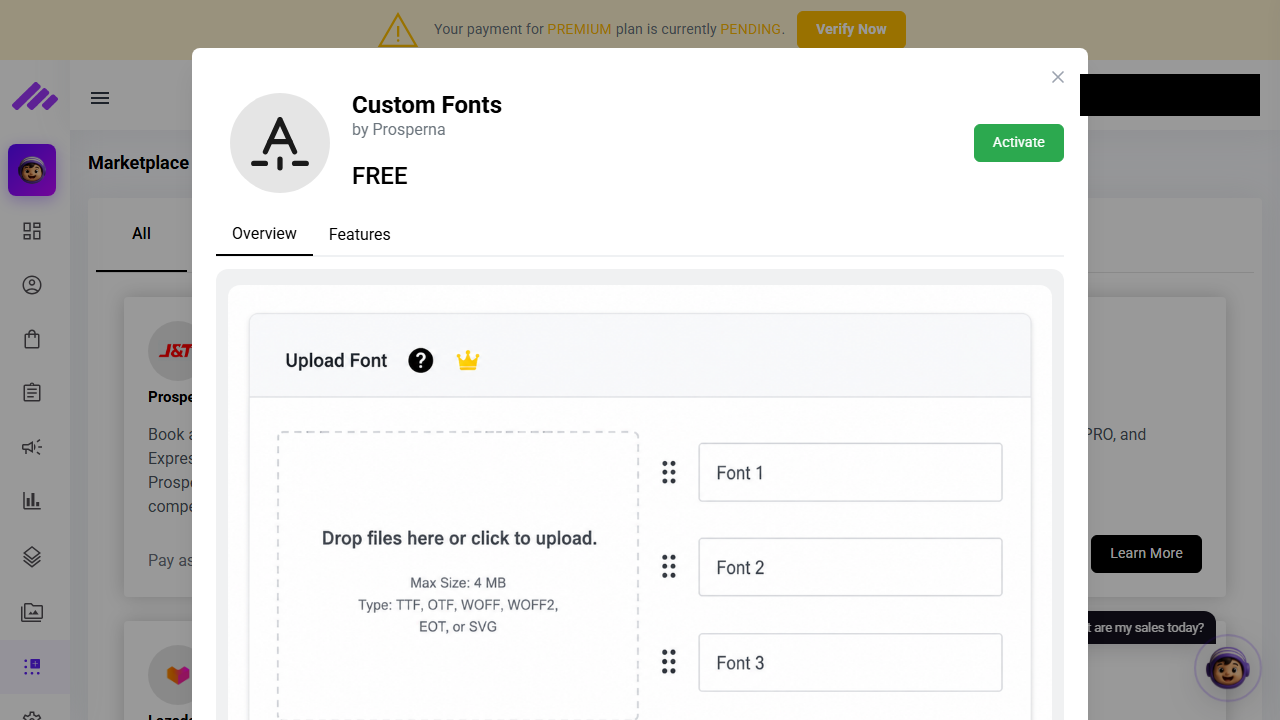 Your payment for PREMIUM plan is currently PENDING.
Verify Now
Custom Fonts
by Prosperna
FREE
Activate
Marketplace
All
Overview
Features
J&T
Upload Font
?
Book
PRO, and
Font 1
Drop files here or click to upload.
Font 2
Max Size: 4 MB
Type: TTF, OTF, WOFF, WOFF2,
EOT, or SVG
Pay as
Learn More
Font 3
are my sales today?